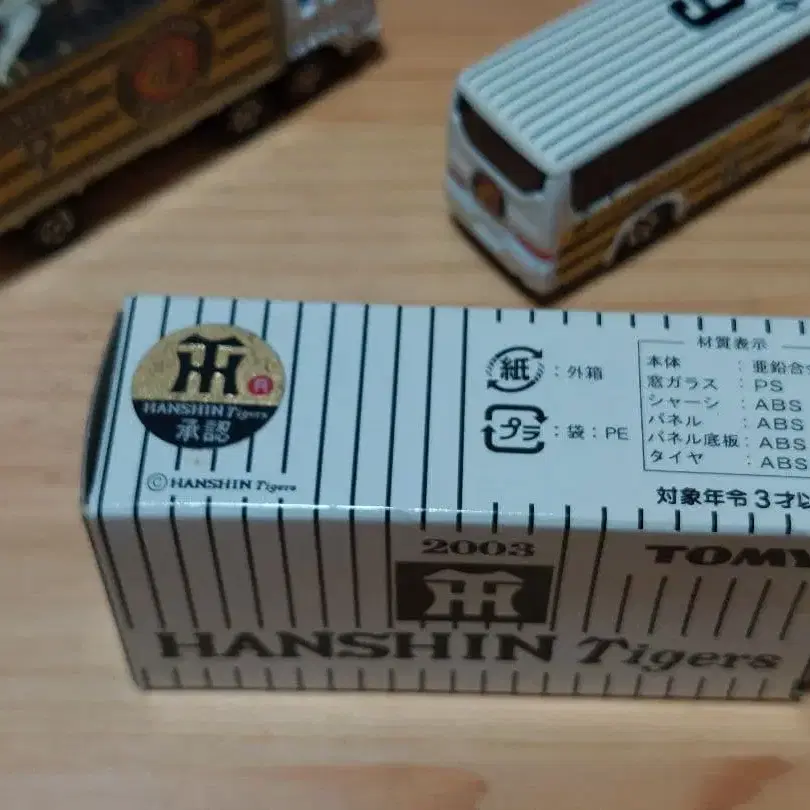 HANSHIN Tigers
承認
©HANSHIN Tigers
紙:外箱
プラ:袋:PE
材質表示
本体:亜鉛合
窓ガラス:PS
シャーシ:ABS
パネル:ABS
パネル底板:ABS
タイヤ:ABS
対象年令3才以
2003
TOMY
HANSHIN Tigers